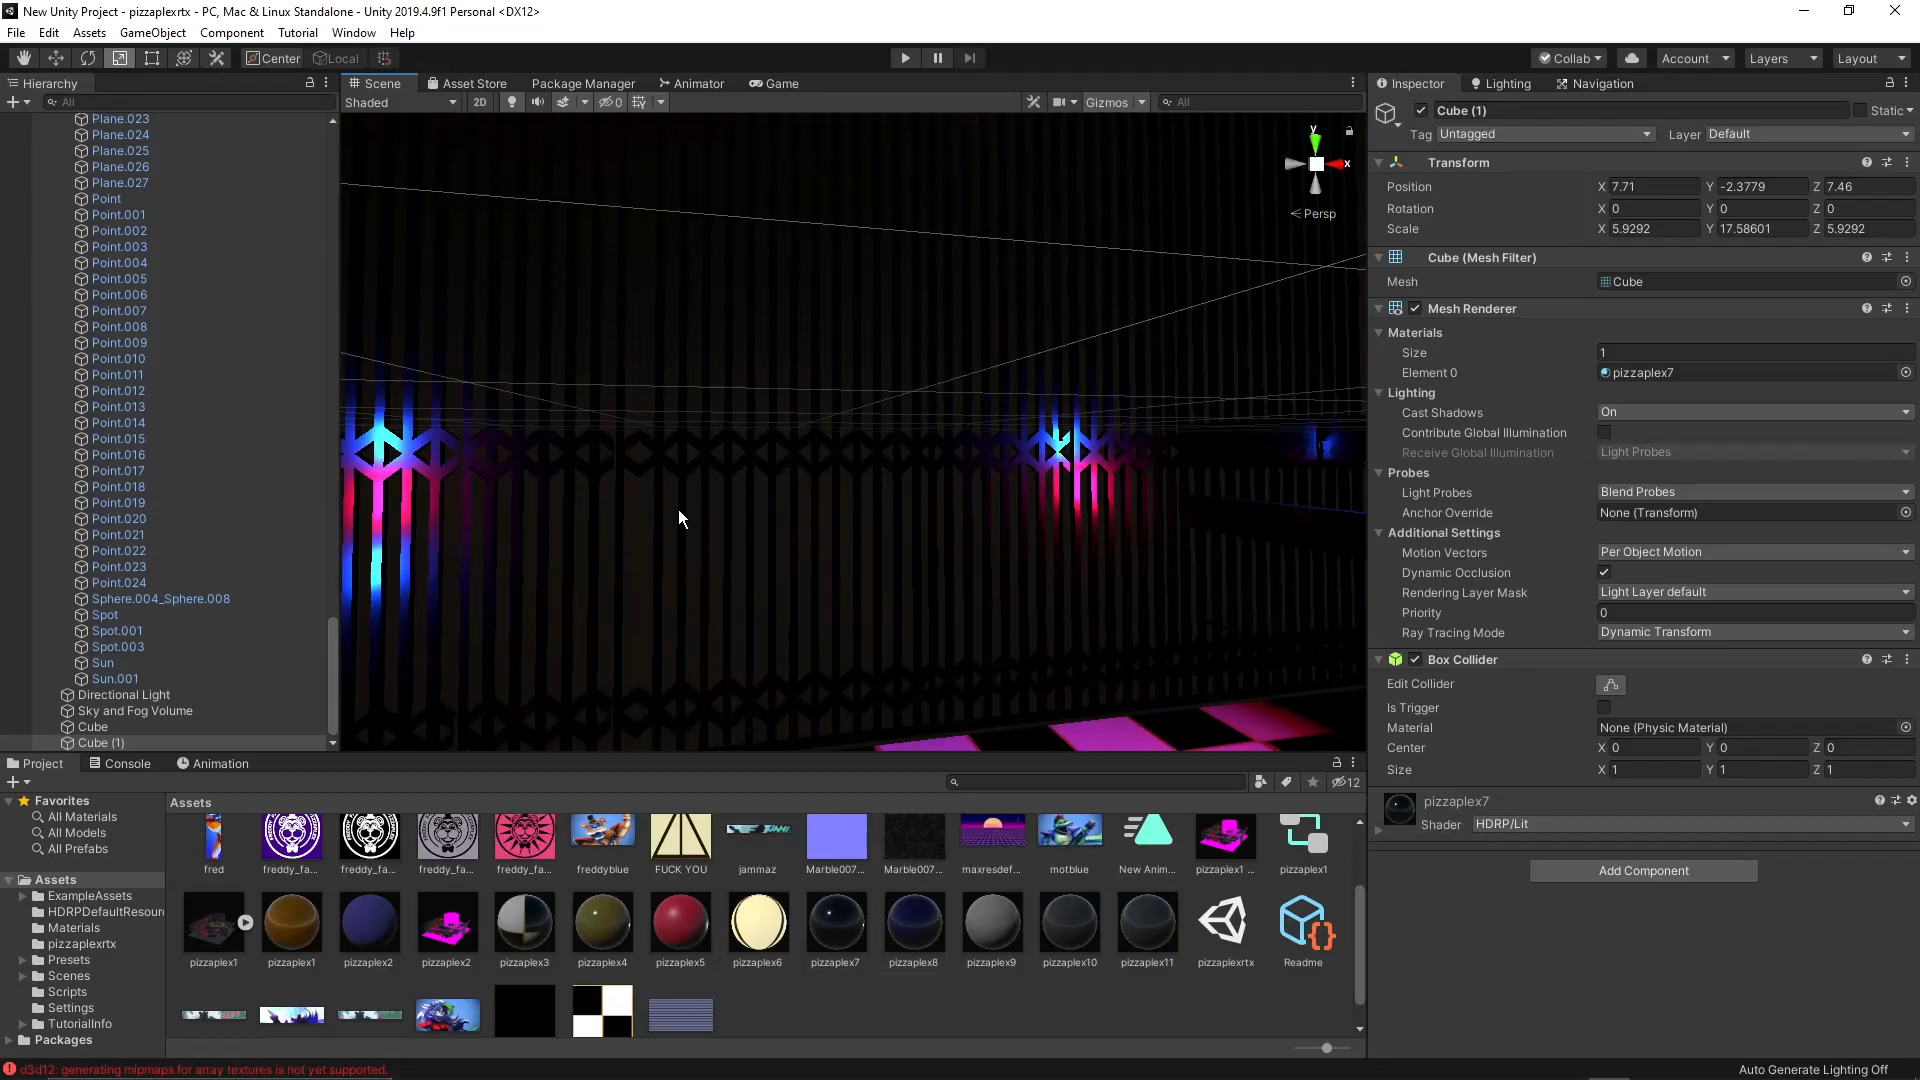 New Unity Project - pizzaplexrtx - PC, Mac & Linux Standalone - Unity 2019.4.9f1 Personal <DX12>
File Edit Assets GameObject Component Tutorial Window Help
Center Local Collab Account Layers Layout
Hierarchy
All
Plane.023
Plane.024
Plane.025
Plane.026
Plane.027
Point
Point.001
Point.002
Point.003
Point.004
Point.005
Point.006
Point.007
Point.008
Point.009
Point.010
Point.011
Point.012
Point.013
Point.014
Point.015
Point.016
Point.017
Point.018
Point.019
Point.020
Point.021
Point.022
Point.023
Point.024
Sphere.004_Sphere.008
Spot
Spot.001
Spot.003
Sun
Sun.001
Directional Light
Sky and Fog Volume
Cube
Cube (1)
Scene Asset Store Package Manager Animator Game
Shaded 2D 0 Gizmos All
y
x
Persp
Inspector Lighting Navigation
Cube (1) Static
Tag Untagged Layer Default
Transform
Position X 7.71 Y -2.3779 Z 7.46
Rotation X 0 Y 0 Z 0
Scale X 5.9292 Y 17.58601 Z 5.9292
Cube (Mesh Filter)
Mesh Cube
Mesh Renderer
Materials
Size 1
Element 0 pizzaplex7
Lighting
Cast Shadows On
Contribute Global Illumination
Receive Global Illumination Light Probes
Probes
Light Probes Blend Probes
Anchor Override None (Transform)
Additional Settings
Motion Vectors Per Object Motion
Dynamic Occlusion
Rendering Layer Mask Light Layer default
Priority 0
Ray Tracing Mode Dynamic Transform
Box Collider
Edit Collider
Is Trigger
Material None (Physic Material)
Center X 0 Y 0 Z 0
Size X 1 Y 1 Z 1
pizzaplex7
Shader HDRP/Lit
Add Component
Project Console Animation
12
Favorites
All Materials
All Models
All Prefabs
Assets
ExampleAssets
HDRPDefaultResour
Materials
pizzaplexrtx
Presets
Scenes
Scripts
Settings
TutorialInfo
Packages
Assets
fred freddy_fa... freddy_fa... freddy_fa... freddy_fa... freddyblue FUCK YOU jammaz Marble007... Marble007... maxresdef... motblue New Anim... pizzaplex1 ... pizzaplex1
pizzaplex1 pizzaplex1 pizzaplex2 pizzaplex2 pizzaplex3 pizzaplex4 pizzaplex5 pizzaplex6 pizzaplex7 pizzaplex8 pizzaplex9 pizzaplex10 pizzaplex11 pizzaplexrtx Readme
d3d12: generating mipmaps for array textures is not yet supported.
Auto Generate Lighting Off